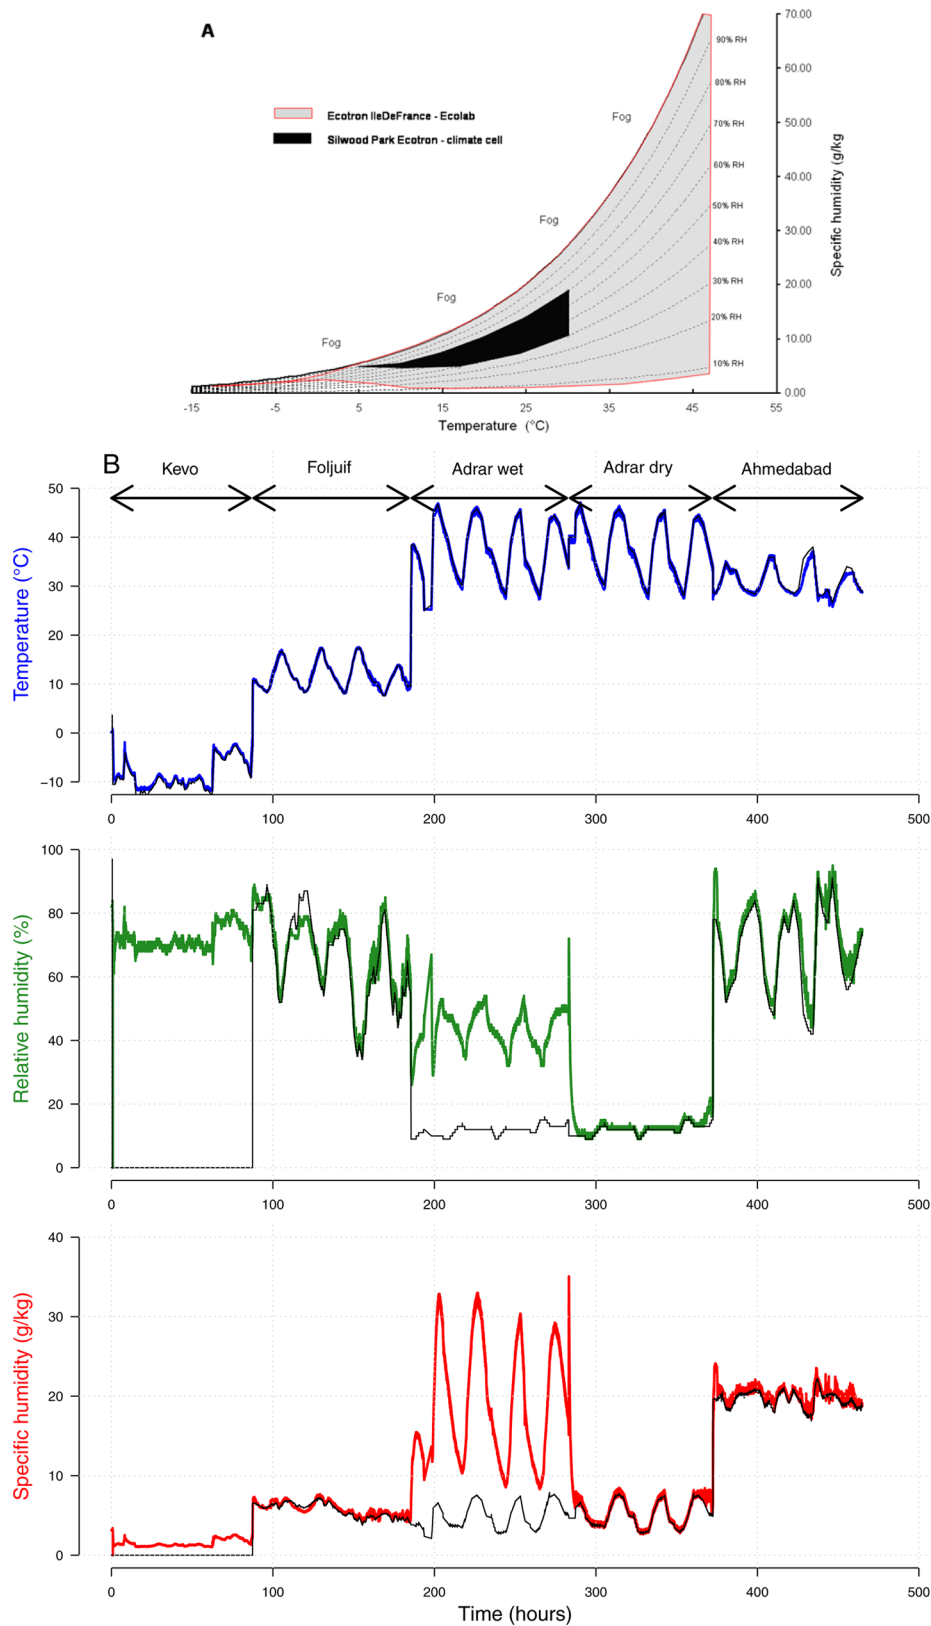 A
70.00
90% RH
60.00
80% RH
Ecotron IleDeFrance - Ecolab
Fog
50.00
70% RH
Silwood Park Ecotron - climate cell
40.00
60% RH
Specific humidity (g/kg
50% RH
Fog
30.00
40% RH
30% RH
20.00
Fog
20% RH
Fog
10.00
10% RH
0.00
-15
-5
5
15
25
35
45
55
Temperature (°C)
B
Kevo
Foljuif
Adrar wet
Adrar dry
Ahmedabad
50
40
30
20
10
0
−10
Temperature (°C)
0
100
200
300
400
500
100
80
60
40
20
0
Relative humidity (%)
0
100
200
300
400
500
40
30
20
10
0
Specific humidity (g/kg)
0
100
200
300
400
500
Time (hours)